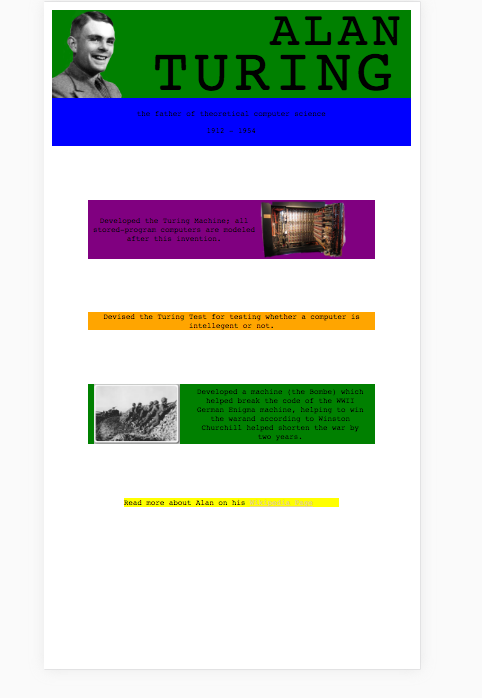 ALAN
TURING
The father of theoretical computer science
1912 - 1954
Developed the Turing Machine; all
stored-program computers are modeled
after this invention.
Devised the Turing Test for testing whether a computer is
intellegent or not.
Developed a machine (the Bombe) which
helped break the code of the WWII
German Enigma machine, helping to win
the warand according to Winston
Churchill helped shorten the war by
two years.
Read more about Alan on his Wikipedia Page